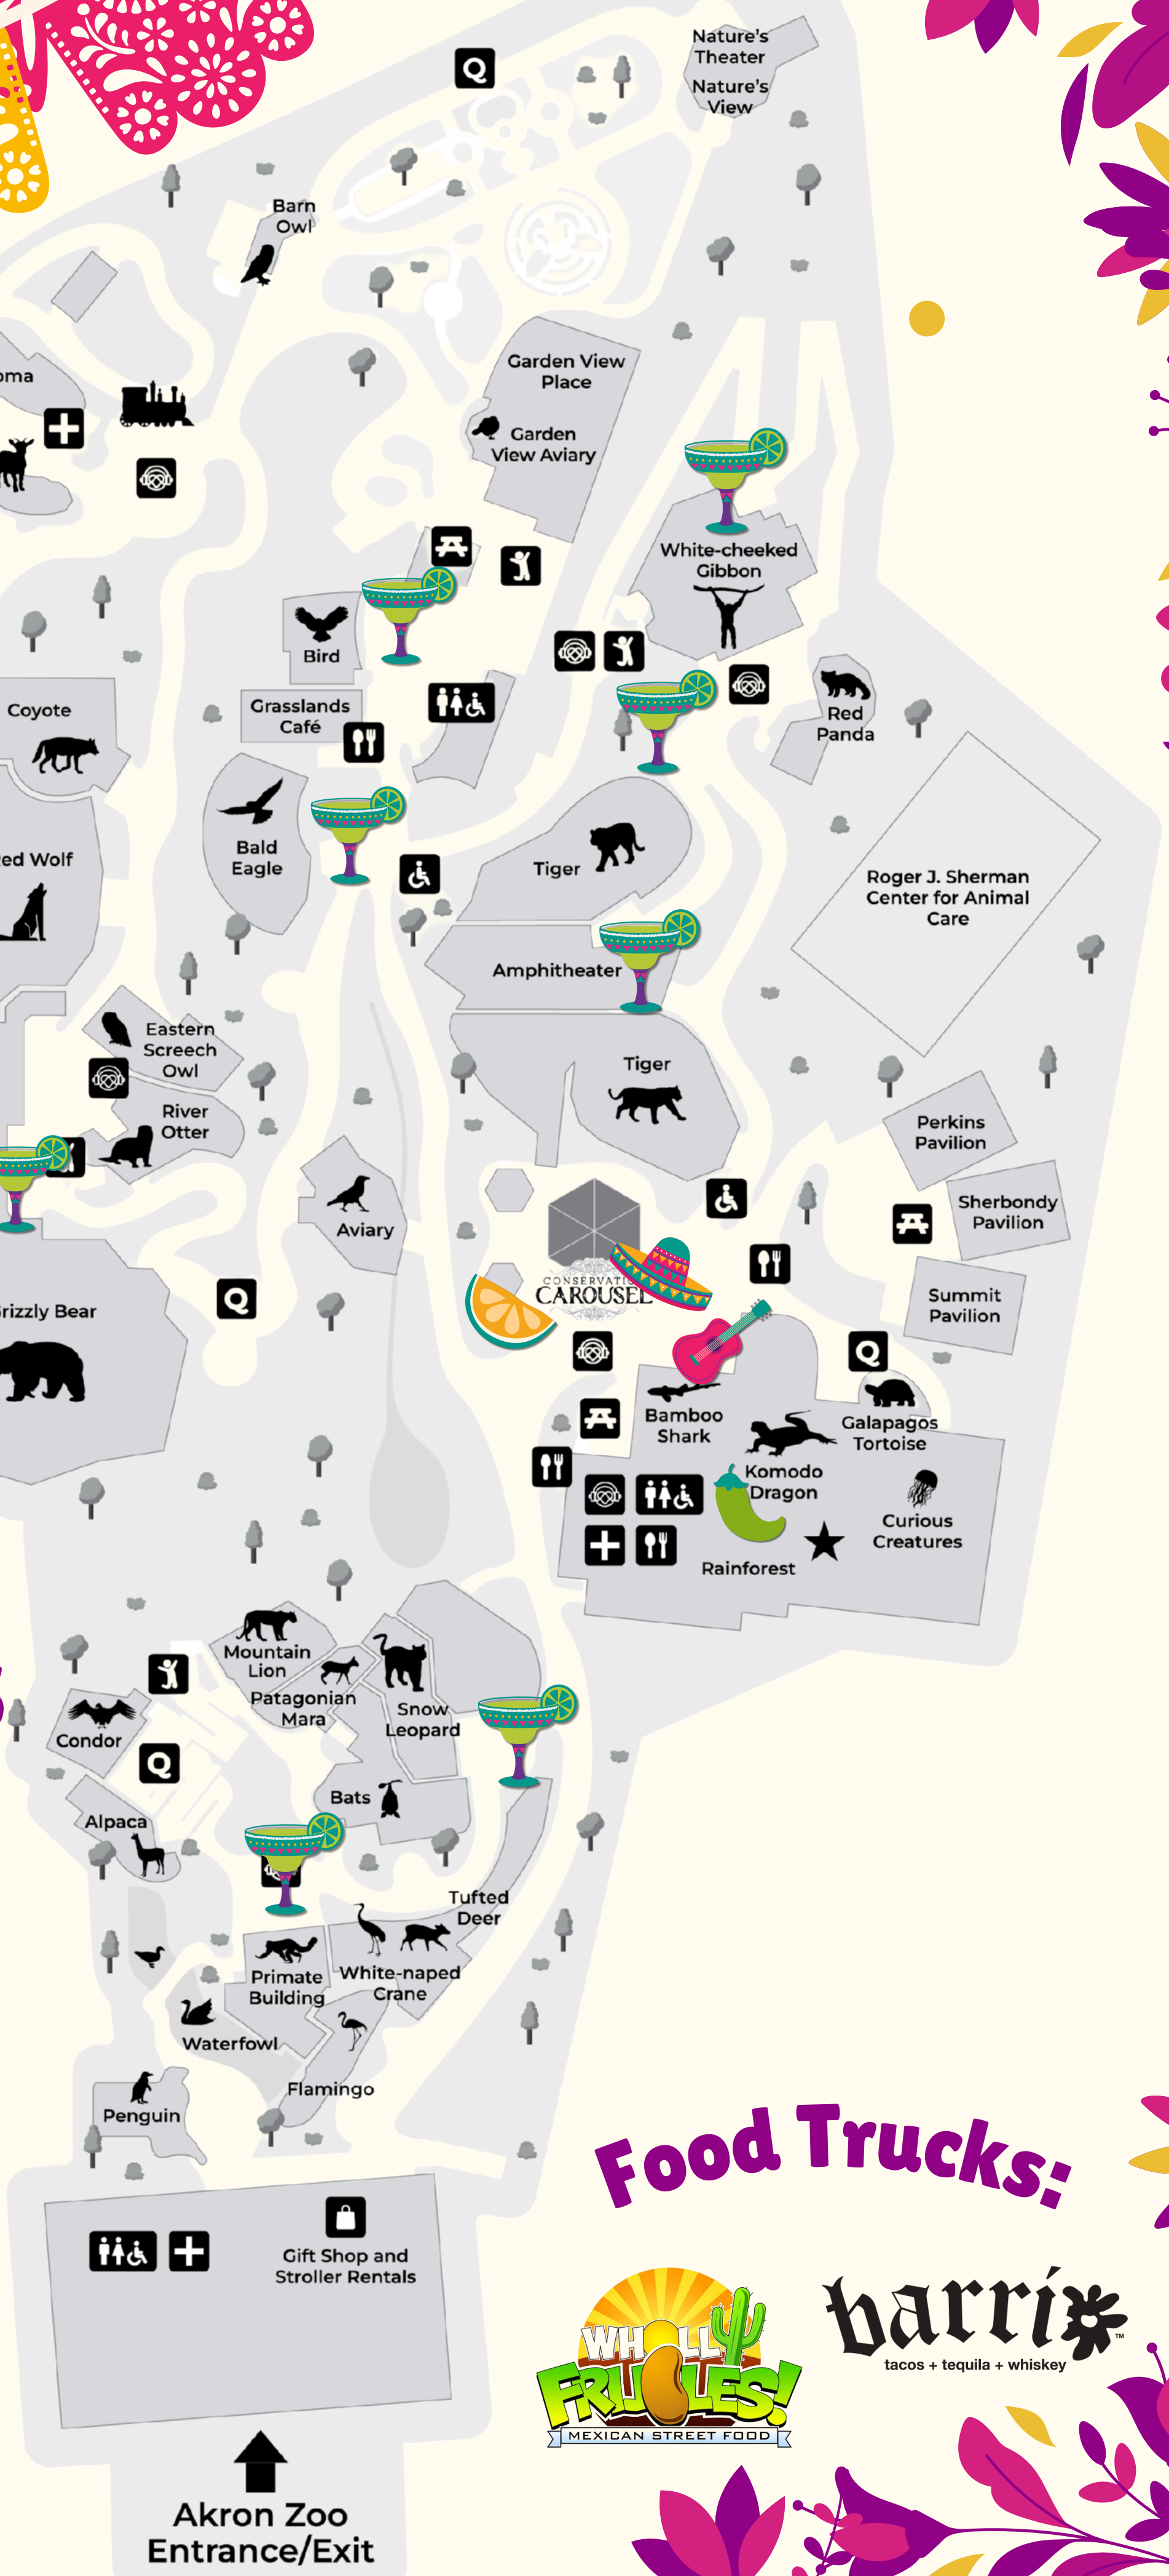 Nature's
Theater
Nature's
View
Q
Barn
Owl
oma
Garden View
Place
Garden
View Aviary
White-cheeked
Gibbon
Bird
Grasslands
Café
Coyote
Red
Panda
Bald
Eagle
ed Wolf
Tiger
Roger J. Sherman
Center for Animal
Care
Amphitheater
Eastern
Screech
Owl
Tiger
River
Otter
Perkins
Pavilion
Sherbondy
Pavilion
Aviary
Summit
Pavilion
CONSERVATIO
CAROUSEL
Q
rizzly Bear
Q
Bamboo
Shark
Galapagos
Tortoise
Komodo
Dragon
Curious
Creatures
Rainforest
Mountain
Lion
Patagonian
Mara
Snow
Leopard
Condor
Q
Bats
Alpaca
Tufted
Deer
Primate
Building
White-naped
Crane
Waterfowl
Flamingo
Penguin
Food Trucks:
Gift Shop and
Stroller Rentals
WHOLLY
FRIJOLES!
MEXICAN STREET FOOD
barrio
TM
tacos + tequila + whiskey
Akron Zoo
Entrance/Exit